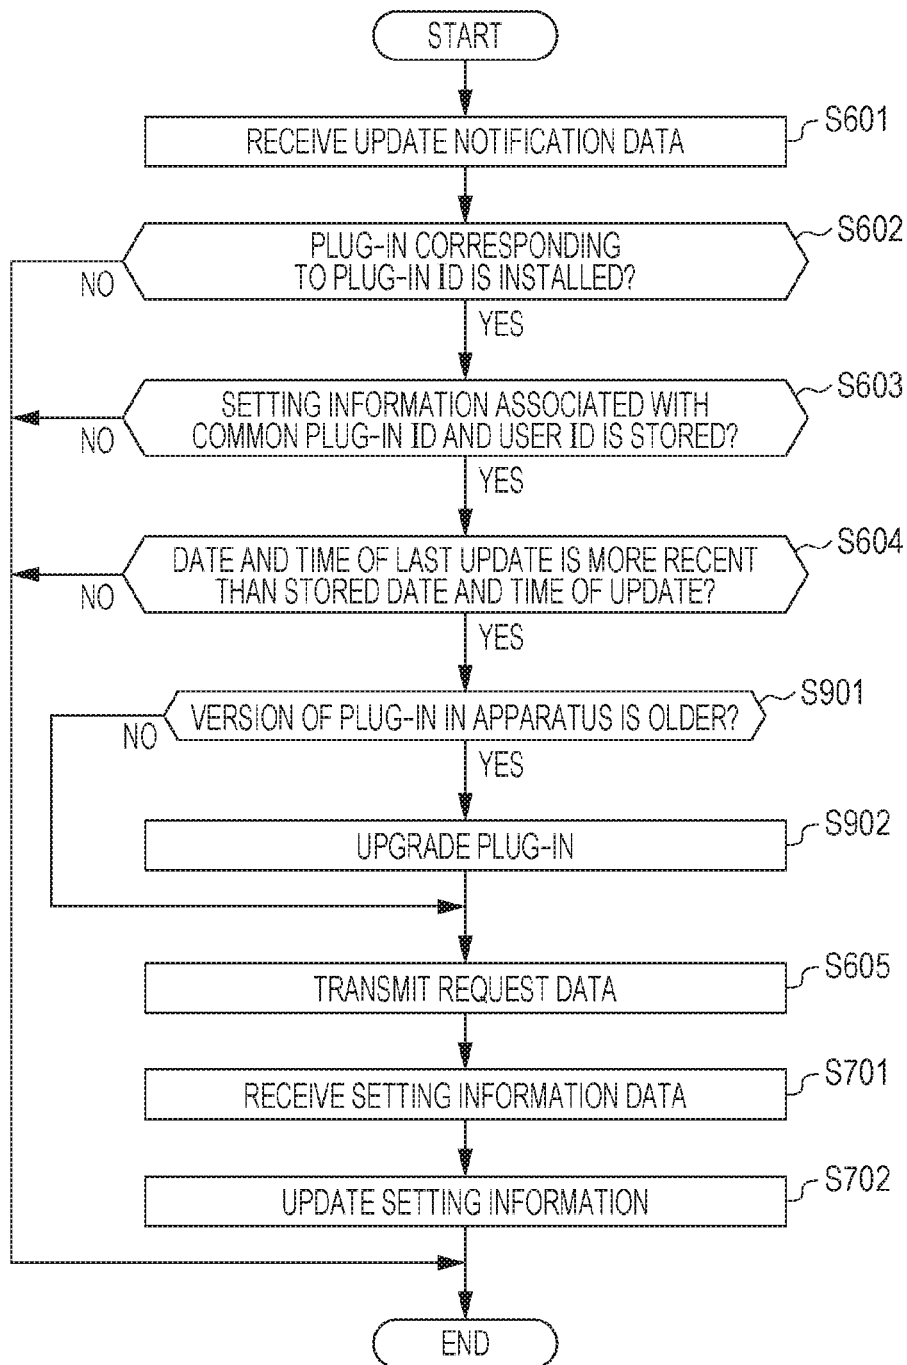 START
RECEIVE UPDATE NOTIFICATION DATA
S601
PLUG-IN CORRESPONDING
TO PLUG-IN ID IS INSTALLED?
S602
NO
YES
SETTING INFORMATION ASSOCIATED WITH
COMMON PLUG-IN ID AND USER ID IS STORED?
S603
NO
YES
DATE AND TIME OF LAST UPDATE IS MORE RECENT
THAN STORED DATE AND TIME OF UPDATE?
S604
NO
YES
VERSION OF PLUG-IN IN APPARATUS IS OLDER?
S901
NO
YES
UPGRADE PLUG-IN
S902
TRANSMIT REQUEST DATA
S605
RECEIVE SETTING INFORMATION DATA
S701
UPDATE SETTING INFORMATION
S702
END